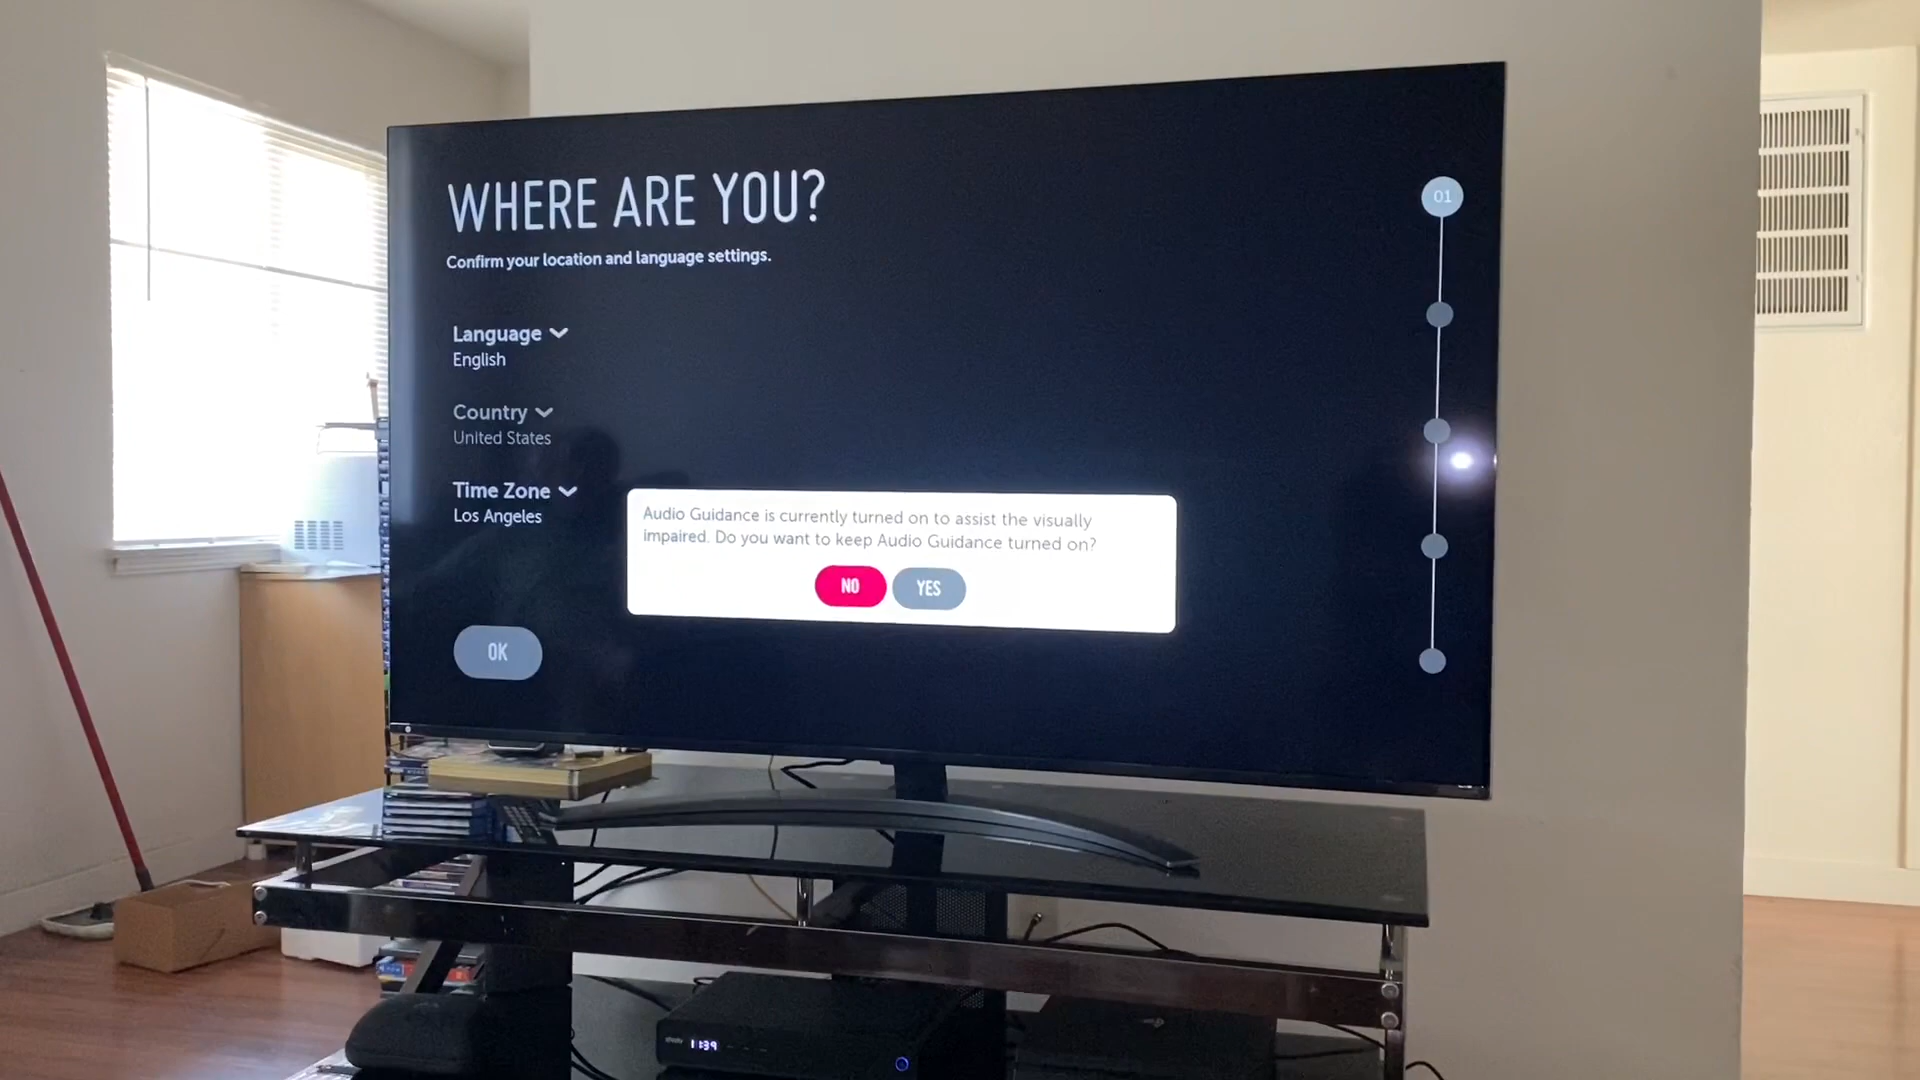 WHERE ARE YOU?
Confirm your location and language settings.
01
Language
English
Country
United States
Time Zone
Los Angeles
Audio Guidance is currently turned on to assist the visually
impaired. Do you want to keep Audio Guidance turned on?
NO
YES
OK
11:39